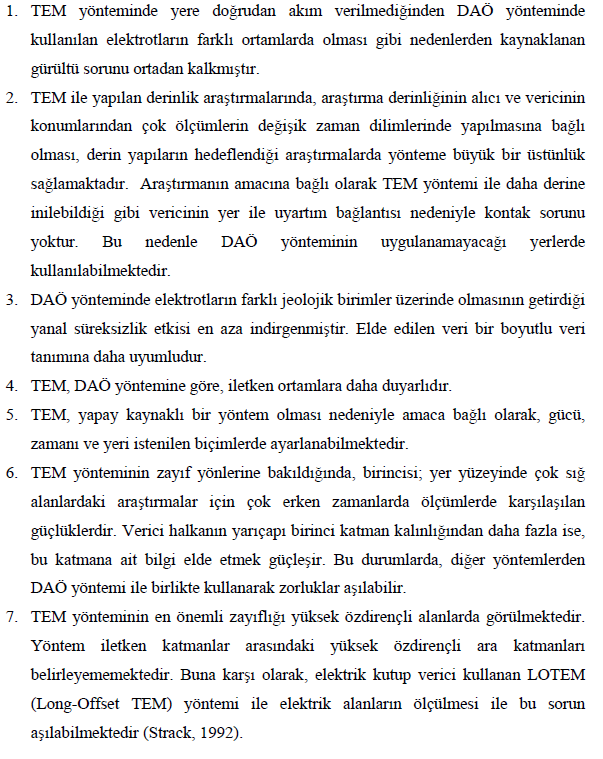 1. TEM yönteminde yere doğrudan akım verilmediğinden DAÖ yönteminde
kullanılan elektrotların farklı ortamlarda olması gibi nedenlerden kaynaklanan
gürültü sorunu ortadan kalkmıştır.
2. TEM ile yapılan derinlik araştırmalarında, araştırma derinliğinin alıcı ve vericinin
konumlarından çok ölçümlerin değişik zaman dilimlerinde yapılmasına bağlı
olması, derin yapıların hedeflendiği araştırmalarda yönteme büyük bir üstünlük
sağlamaktadır. Araştırmanın amacına bağlı olarak TEM yöntemi ile daha derine
inilebildiği gibi vericinin yer ile uyartım bağlantısı nedeniyle kontak sorunu
yoktur. Bu nedenle DAÖ yönteminin uygulanamayacağı yerlerde
kullanılabilmektedir.
3. DAÖ yönteminde elektrotların farklı jeolojik birimler üzerinde olmasının getirdiği
yanal süreksizlik etkisi en aza indirgenmiştir. Elde edilen veri bir boyutlu veri
tanımına daha uyumludur.
4. TEM, DAÖ yöntemine göre, iletken ortamlara daha duyarlıdır.
5. TEM, yapay kaynaklı bir yöntem olması nedeniyle amaca bağlı olarak, gücü,
zamanı ve yeri istenilen biçimlerde ayarlanabilmektedir.
6. TEM yönteminin zayıf yönlerine bakıldığında, birincisi; yer yüzeyinde çok sığ
alanlardaki araştırmalar için çok erken zamanlarda ölçümlerde karşılaşılan
güçlüklerdir. Verici halkanın yarıçapı birinci katman kalınlığından daha fazla ise,
bu katmana ait bilgi elde etmek güçleşir. Bu durumlarda, diğer yöntemlerden
DAÖ yöntemi ile birlikte kullanarak zorluklar aşılabilir.
7. TEM yönteminin en önemli zayıflığı yüksek özdirençli alanlarda görülmektedir.
Yöntem iletken katmanlar arasındaki yüksek özdirençli ara katmanları
belirleyememektedir. Buna karşı olarak, elektrik kutup verici kullanan LOTEM
(Long-Offset TEM) yöntemi ile elektrik alanların ölçülmesi ile bu sorun
aşılabilmektedir (Strack, 1992).